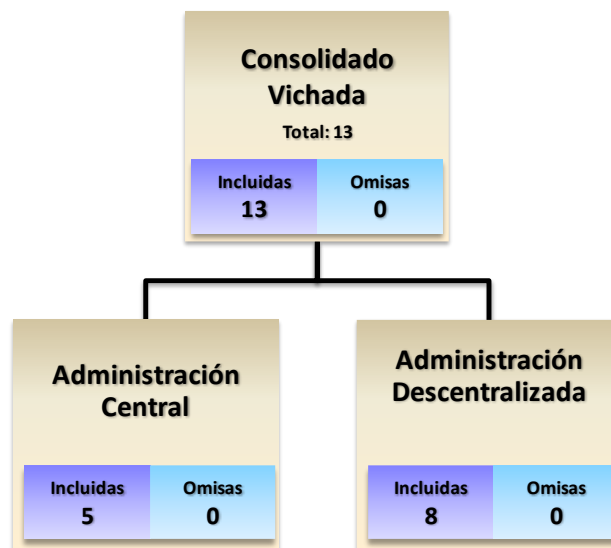 Consolidado
Vichada
Total: 13
Incluidas Omisas
13 0
Administración
Central
Incluidas Omisas
5 0
Administración
Descentralizada
Incluidas Omisas
8 0